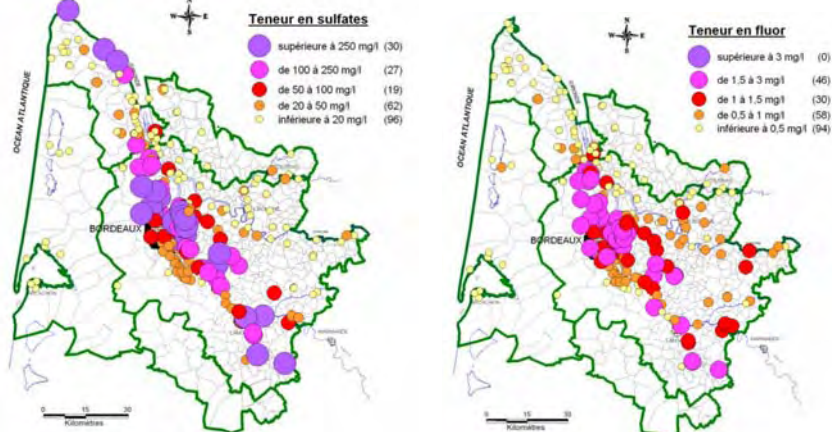 Teneur en sulfates
N
W E
S
supérieure à 250 mg/l (30)
de 100 à 250 mg/l (27)
de 50 à 100 mg/l (19)
de 20 à 50 mg/l (62)
inférieure à 20 mg/l (96)
OCEAN ATLANTIQUE
BORDEAUX
0 15 30
Kilomètres
Teneur en fluor
N
W E
S
supérieure à 3 mg/l (0)
de 1,5 à 3 mg/l (46)
de 1 à 1,5 mg/l (30)
de 0,5 à 1 mg/l (58)
inférieure à 0,5 mg/l (94)
OCEAN ATLANTIQUE
BORDEAUX
0 15 30
Kilomètres